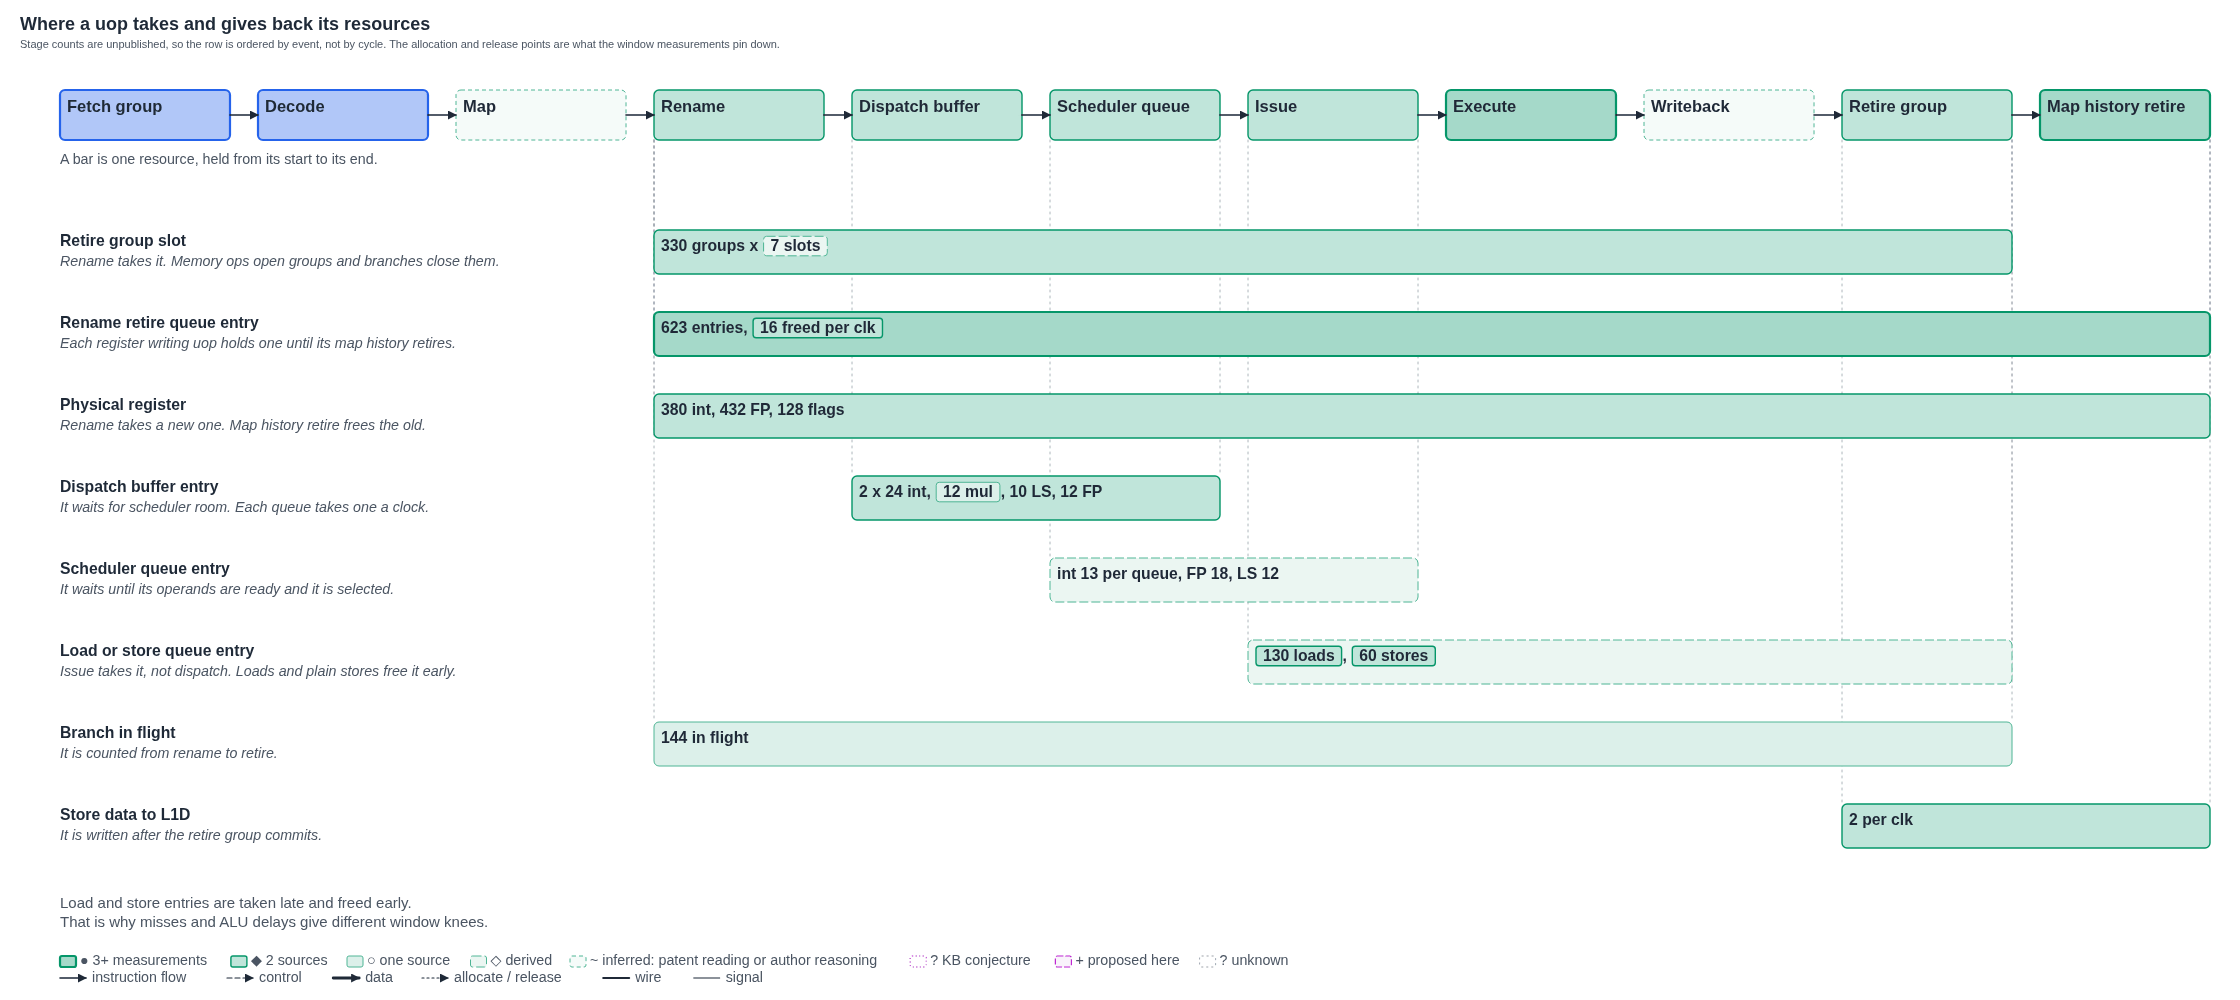 Where a uop takes and gives back its resources
Stage counts are unpublished, so the row is ordered by event, not by cycle. The allocation and release points are what the window measurements pin down.
Fetch group
Decode
Map
Rename
Dispatch buffer
Scheduler queue
Issue
Execute
Writeback
Retire group
Map history retire
A bar is one resource, held from its start to its end.
Retire group slot
Rename takes it. Memory ops open groups and branches close them.
330 groups x 7 slots
Rename retire queue entry
Each register writing uop holds one until its map history retires.
623 entries, 16 freed per clk
Physical register
Rename takes a new one. Map history retire frees the old.
380 int, 432 FP, 128 flags
Dispatch buffer entry
It waits for scheduler room. Each queue takes one a clock.
2 x 24 int, 12 mul, 10 LS, 12 FP
Scheduler queue entry
It waits until its operands are ready and it is selected.
int 13 per queue, FP 18, LS 12
Load or store queue entry
Issue takes it, not dispatch. Loads and plain stores free it early.
130 loads, 60 stores
Branch in flight
It is counted from rename to retire.
144 in flight
Store data to L1D
It is written after the retire group commits.
2 per clk
Load and store entries are taken late and freed early.
That is why misses and ALU delays give different window knees.
● 3+ measurements ◆ 2 sources ○ one source ◇ derived ~ inferred: patent reading or author reasoning ? KB conjecture + proposed here ? unknown
instruction flow control data allocate / release wire signal